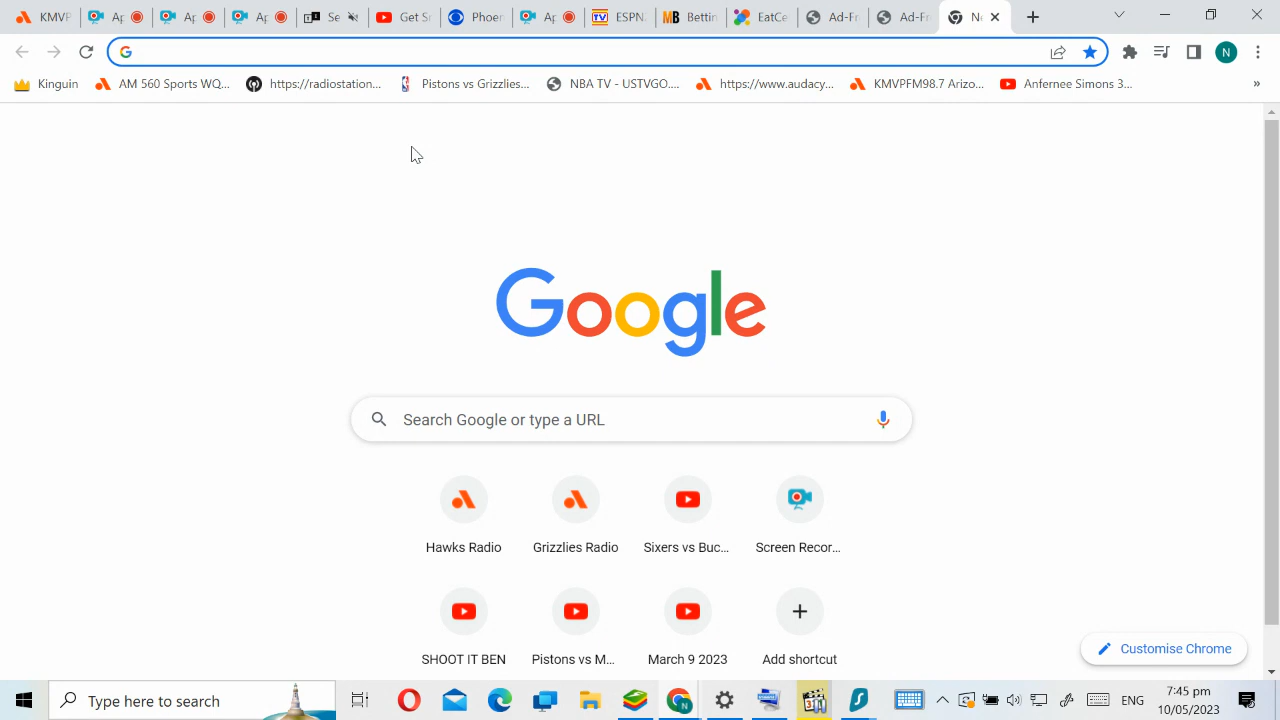 KMVP
Ap
Ap
Ap
Se
Get Sr
Phoer
Ap
ESPN
Bettin
EatCe
Ad-Fr
Ad-Fr
Ne
Kinguin
AM 560 Sports WQ...
https://radiostation...
Pistons vs Grizzlies...
NBA TV - USTVGO....
https://www.audacy...
KMVPFM98.7 Arizo...
Anfernee Simons 3...
»
N
Google
Search Google or type a URL
Hawks Radio
Grizzlies Radio
Sixers vs Buc...
Screen Recor...
SHOOT IT BEN
Pistons vs M...
March 9 2023
Add shortcut
Customise Chrome
Type here to search
ENG
7:45 pm
10/05/2023